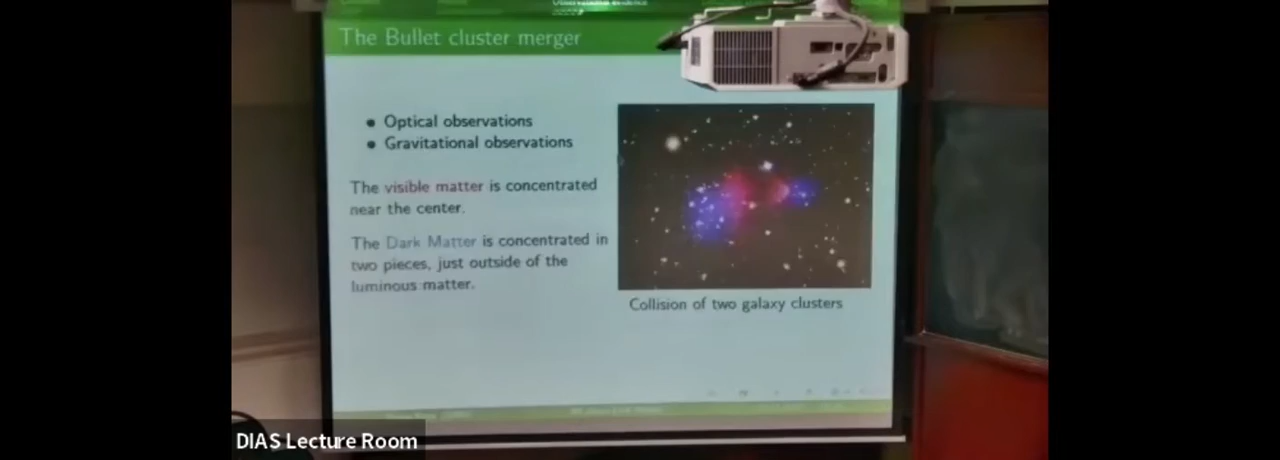 Observational evidence
The Bullet cluster merger
Optical observations
Gravitational observations
The visible matter is concentrated
near the center.
The Dark Matter is concentrated in
two pieces, just outside of the
luminous matter.
Collision of two galaxy clusters
DIAS Lecture Room